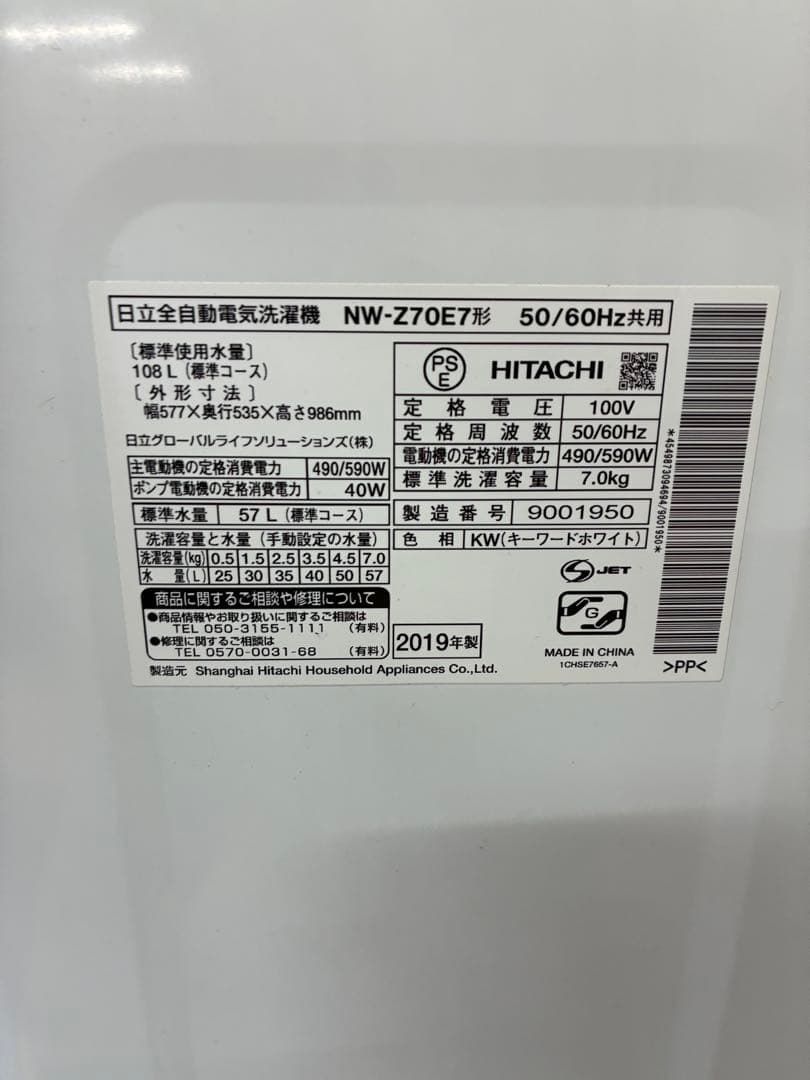 日立全自動電気洗濯機 NW-Z70E7形 50/60Hz共用
〔標準使用水量〕
108 L (標準コース)
〔外形寸法〕
幅577×奥行535×高さ986mm
日立グローバルライフソリューションズ(株)
主電動機の定格消費電力 490/590W
ポンプ電動機の定格消費電力 40W
標準水量 57 L (標準コース)
洗濯容量と水量 (手動設定の水量)
洗濯容量(kg) 0.5 1.5 2.5 3.5 4.5 7.0
水 量(L) 25 30 35 40 50 57
商品に関するご相談や修理について
●商品情報やお取り扱いに関するご相談は
TEL 050-3155-1111 (有料)
●修理に関するご相談は
TEL 0570-0031-68 (有料)
製造元 Shanghai Hitachi Household Appliances Co.,Ltd.
PS
E
HITACHI
定格電圧 100V
定格周波数 50/60Hz
電動機の定格消費電力 490/590W
標準洗濯容量 7.0kg
製造番号 9001950
色相 KW(キーワードホワイト)
S JET
G
2019年製
MADE IN CHINA
1CHSE7657-A
>PP<
*4549873094694/9001950*